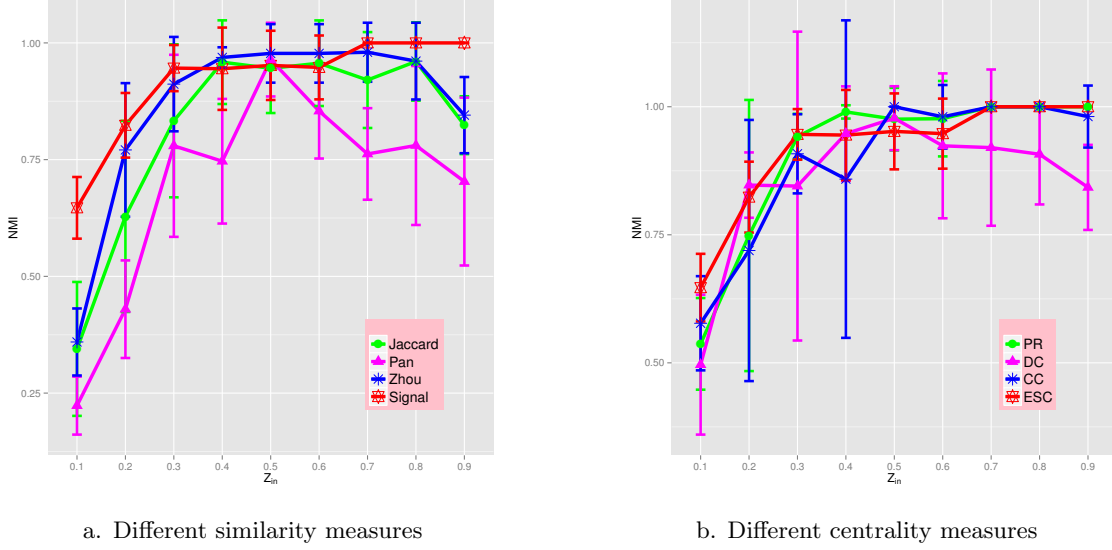 1.00
0.75
0.50
0.25
NMI
0.1 0.2 0.3 0.4 0.5 0.6 0.7 0.8 0.9
Zin
Jaccard
Pan
Zhou
Signal
a. Different similarity measures
1.00
0.75
0.50
NMI
0.1 0.2 0.3 0.4 0.5 0.6 0.7 0.8 0.9
Zin
PR
DC
CC
ESC
b. Different centrality measures